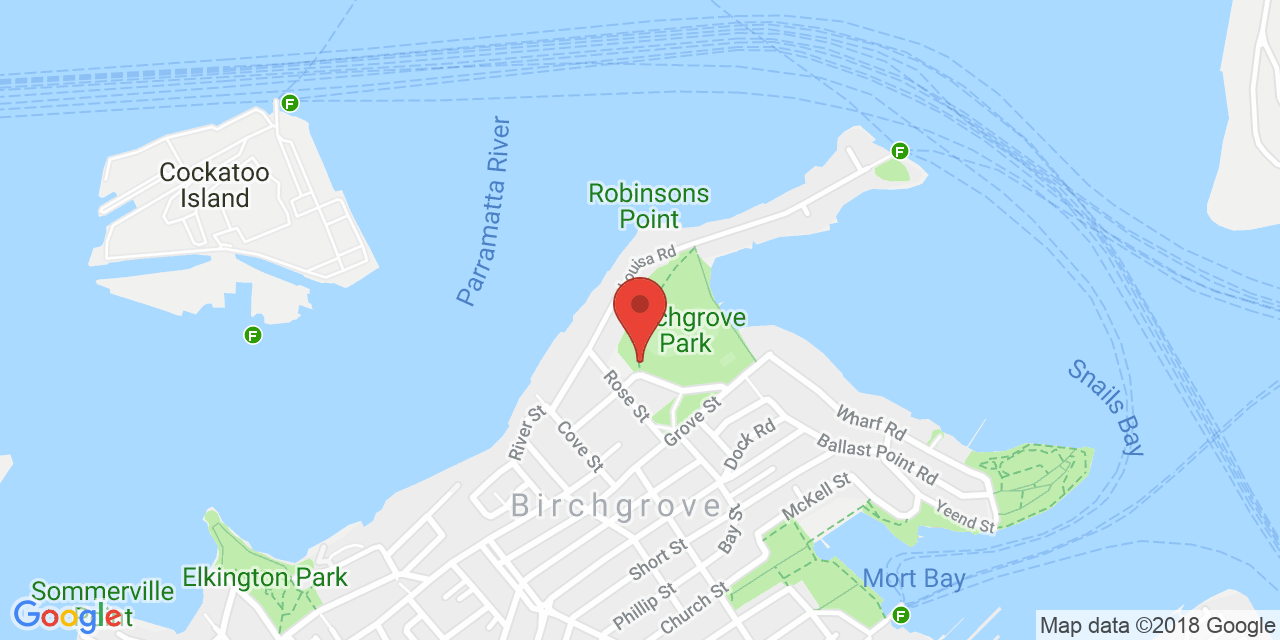 F
Parramatta River
F
Cockatoo
Island
Robinsons
Point
Louisa Rd
F
chgrove
Park
Snails Bay
Rose St
River St
Cove St
Grove St
Wharf Rd
Dock Rd
Ballast Point Rd
McKell St
Birchgrove
Yeend St
Bay St
Short St
Elkington Park
Mort Bay
Sommerville
Phillip St
Church St
F
Google
Map data ©2018 Google